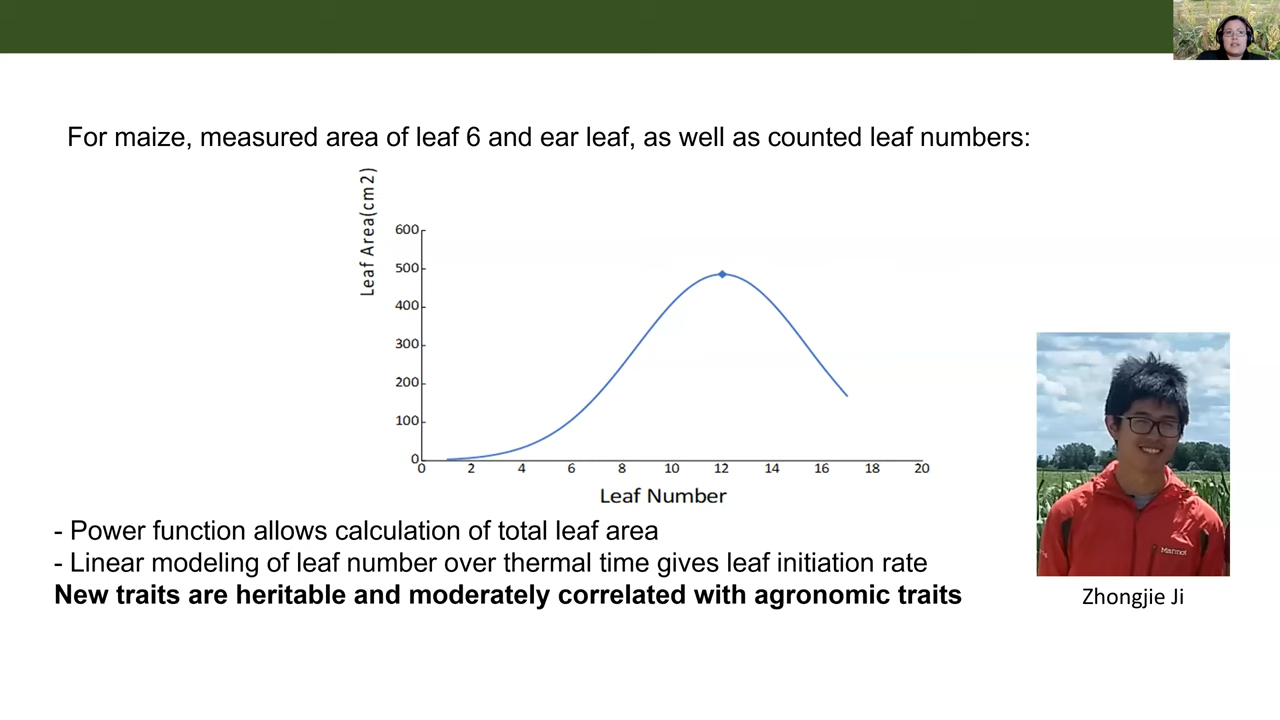 For maize, measured area of leaf 6 and ear leaf, as well as counted leaf numbers:
Leaf Area(cm2)
600
500
400
300
200
100
0
0 2 4 6 8 10 12 14 16 18 20
Leaf Number
- Power function allows calculation of total leaf area
- Linear modeling of leaf number over thermal time gives leaf initiation rate
New traits are heritable and moderately correlated with agronomic traits
Marmot
Zhongjie Ji